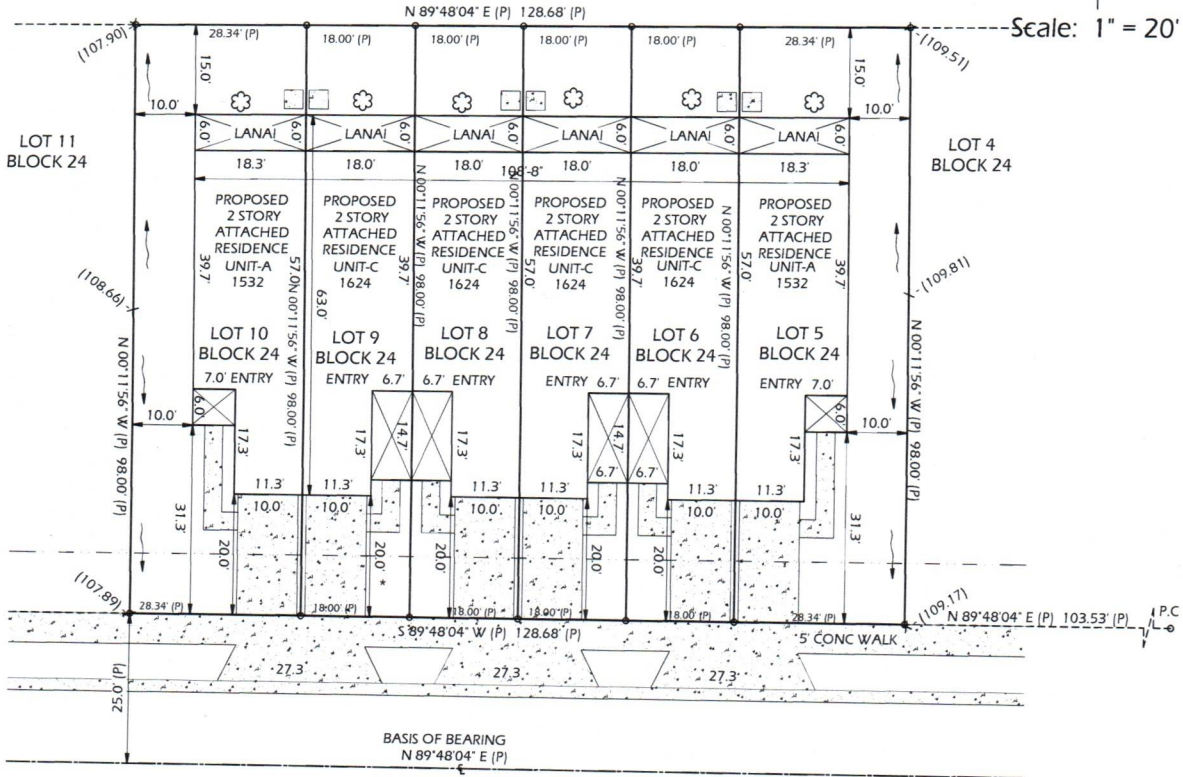 N 89°48'04" E (P) 128.68' (P)
Scale: 1" = 20'
(107.90)
28.34' (P) 18.00' (P) 18.00' (P) 18.00' (P) 18.00' (P) 28.34' (P)
(109.51)
15.0' 15.0'
10.0' 10.0'
LOT 11
BLOCK 24
LOT 4
BLOCK 24
6.0' LANAI 6.0' LANAI LANAI 6.0' LANAI 6.0' LANAI 6.0' LANAI 6.0'
18.3' 18.0' 18.0' 18.0' 18.0' 18.3'
108'-8"
PROPOSED
2 STORY
ATTACHED
RESIDENCE
UNIT-A
1532
PROPOSED
2 STORY
ATTACHED
RESIDENCE
UNIT-C
1624
PROPOSED
2 STORY
ATTACHED
RESIDENCE
UNIT-C
1624
PROPOSED
2 STORY
ATTACHED
RESIDENCE
UNIT-C
1624
PROPOSED
2 STORY
ATTACHED
RESIDENCE
UNIT-C
1624
PROPOSED
2 STORY
ATTACHED
RESIDENCE
UNIT-A
1532
39.7' 57.0' 39.7' 57.0' 39.7' 57.0' 39.7'
63.0'
N 00°11'56" W (P) 98.00' (P)
N 00°11'56" W (P) 98.00' (P)
N 00°11'56" W (P) 98.00' (P)
N 00°11'56" W (P) 98.00' (P)
N 00°11'56" W (P) 98.00' (P)
N 00°11'56" W (P) 98.00' (P)
N 00°11'56" W (P) 98.00' (P)
(108.66)
(109.81)
LOT 10
BLOCK 24
LOT 9
BLOCK 24
LOT 8
BLOCK 24
LOT 7
BLOCK 24
LOT 6
BLOCK 24
LOT 5
BLOCK 24
7.0' ENTRY ENTRY 6.7' 6.7' ENTRY ENTRY 6.7' 6.7' ENTRY ENTRY 7.0'
6.0' 6.0'
10.0' 10.0'
17.3' 17.3' 14.7' 17.3' 17.3' 14.7' 17.3' 17.3'
6.7' 6.7'
11.3' 11.3' 11.3' 11.3' 11.3' 11.3'
10.0' 10.0' 10.0' 10.0' 10.0' 10.0'
31.3' 31.3'
20.0' 20.0' * 20.0' 20.0' 20.0'
(107.68)
28.34' (P) 18.00' (P) 18.00' (P) 18.00' (P) 18.00' (P) 28.34' (P)
(109.17)
N 89°48'04" E (P) 103.53' (P)
P.C
S 89°48'04" W (P) 128.68' (P)
5' CONC WALK
27.3 27.3 27.3
25.0' (P)
BASIS OF BEARING
N 89°48'04" E (P)